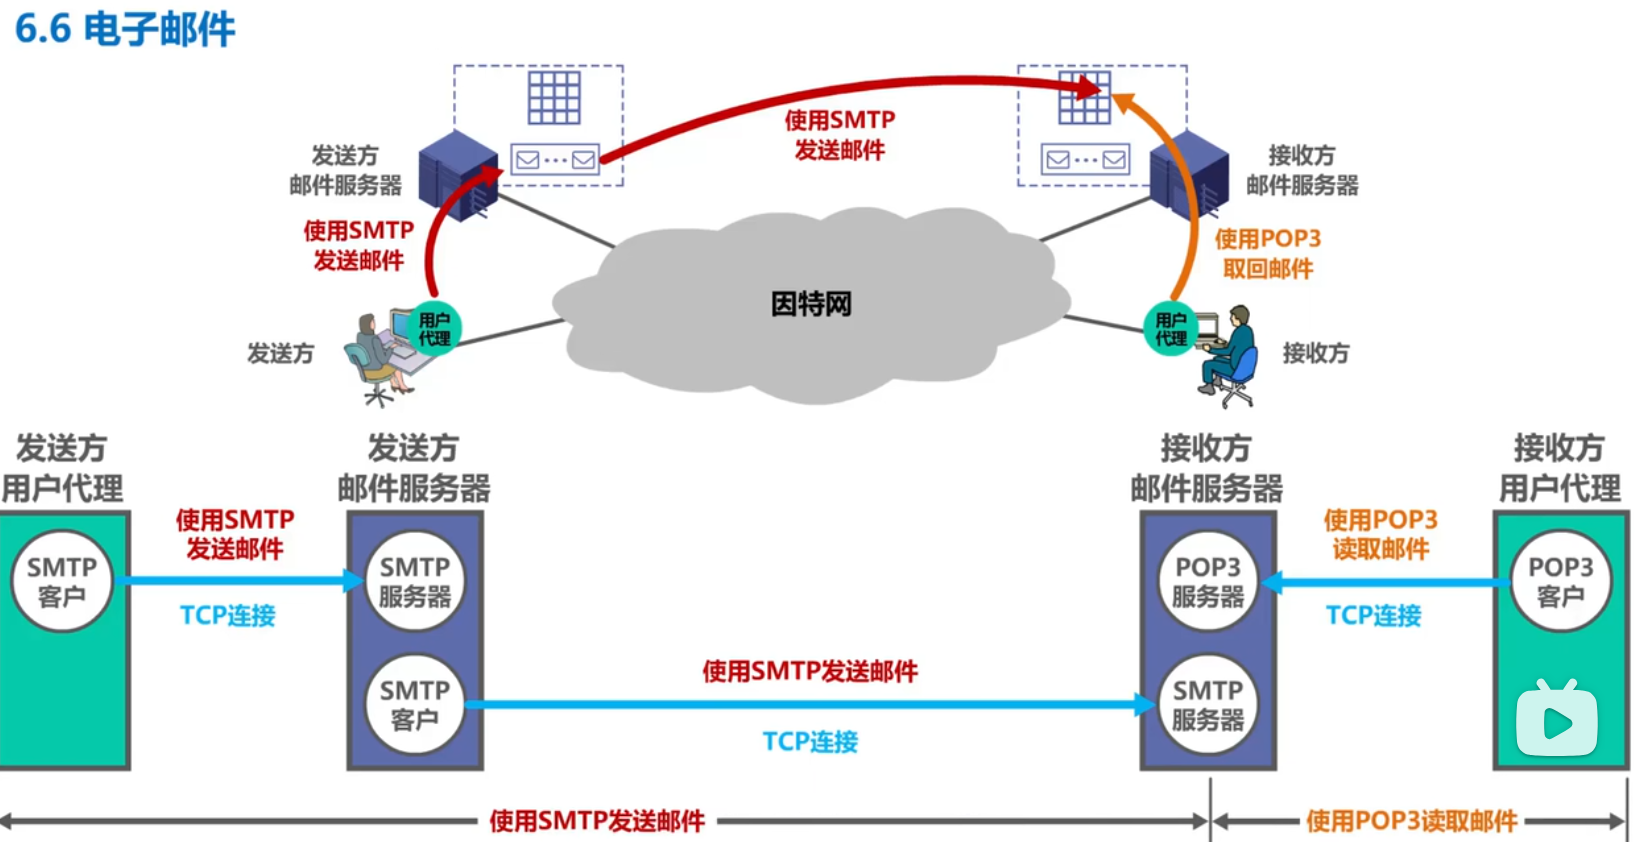 6.6 电子邮件
使用SMTP
发送邮件
发送方
邮件服务器
接收方
邮件服务器
使用SMTP
发送邮件
使用POP3
取回邮件
因特网
用户
代理
用户
代理
发送方
接收方
发送方
用户代理
发送方
邮件服务器
接收方
邮件服务器
接收方
用户代理
使用SMTP
发送邮件
使用POP3
读取邮件
SMTP
客户
SMTP
服务器
POP3
服务器
POP3
客户
TCP连接
TCP连接
使用SMTP发送邮件
SMTP
客户
SMTP
服务器
TCP连接
使用SMTP发送邮件
使用POP3读取邮件